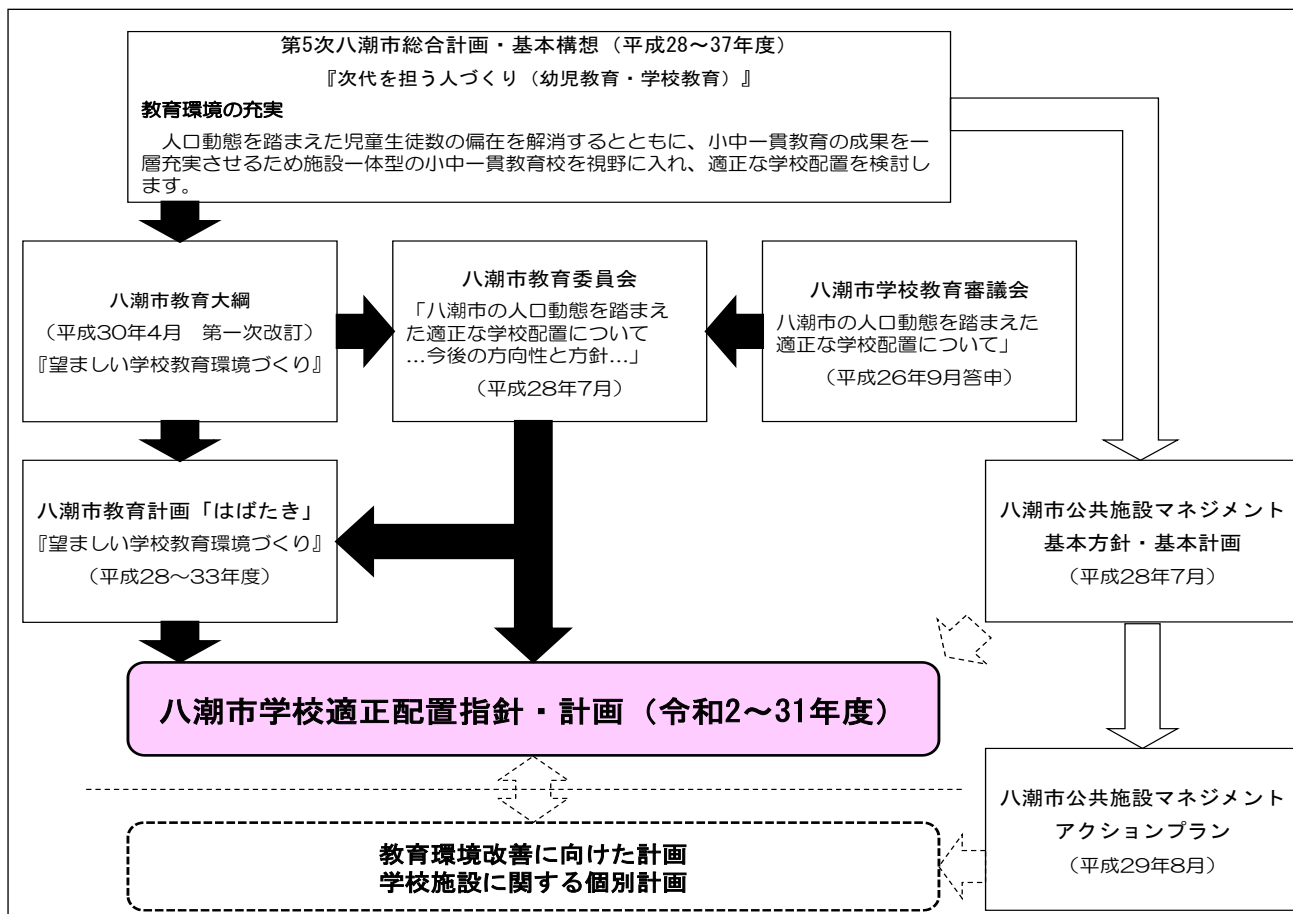 第5次八潮市総合計画・基本構想（平成28～37年度）
『次代を担う人づくり（幼児教育・学校教育）』
教育環境の充実
人口動態を踏まえた児童生徒数の偏在を解消するとともに、小中一貫教育の成果を一
層充実させるため施設一体型の小中一貫教育校を視野に入れ、適正な学校配置を検討し
ます。
八潮市教育大綱
（平成30年4月　第一次改訂）
『望ましい学校教育環境づくり』
八潮市教育委員会
「八潮市の人口動態を踏まえ
た適正な学校配置について
…今後の方向性と方針…」
（平成28年7月）
八潮市学校教育審議会
八潮市の人口動態を踏まえた
適正な学校配置について」
（平成26年9月答申）
八潮市教育計画「はばたき」
『望ましい学校教育環境づくり』
（平成28～33年度）
八潮市公共施設マネジメント
基本方針・基本計画
（平成28年7月）
八潮市学校適正配置指針・計画（令和2～31年度）
八潮市公共施設マネジメント
アクションプラン
（平成29年8月）
教育環境改善に向けた計画
学校施設に関する個別計画